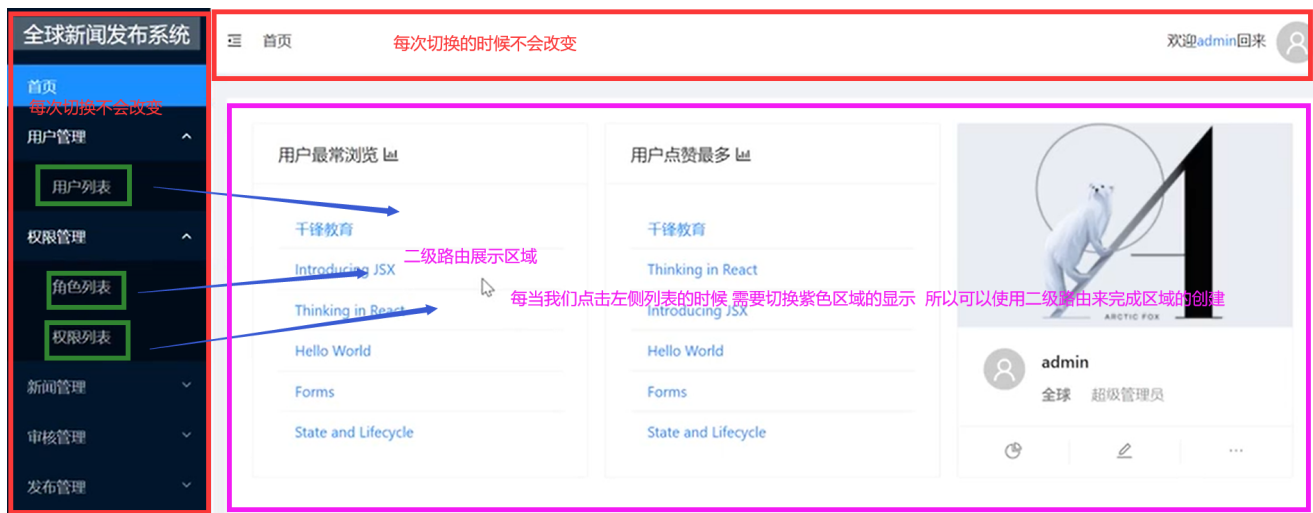 全球新闻发布系统
首页
每次切换不会改变
用户管理
用户列表
权限管理
角色列表
权限列表
新闻管理
审核管理
发布管理
首页
每次切换的时候不会改变
欢迎admin回来
用户最常浏览
千锋教育
Introducing JSX
Thinking in React
Hello World
Forms
State and Lifecycle
二级路由展示区域
每当我们点击左侧列表的时候 需要切换紫色区域的显示 所以可以使用二级路由来完成区域的创建
用户点赞最多
千锋教育
Thinking in React
Introducing JSX
Hello World
Forms
State and Lifecycle
A
ARCTIC FOX
admin
全球 超级管理员